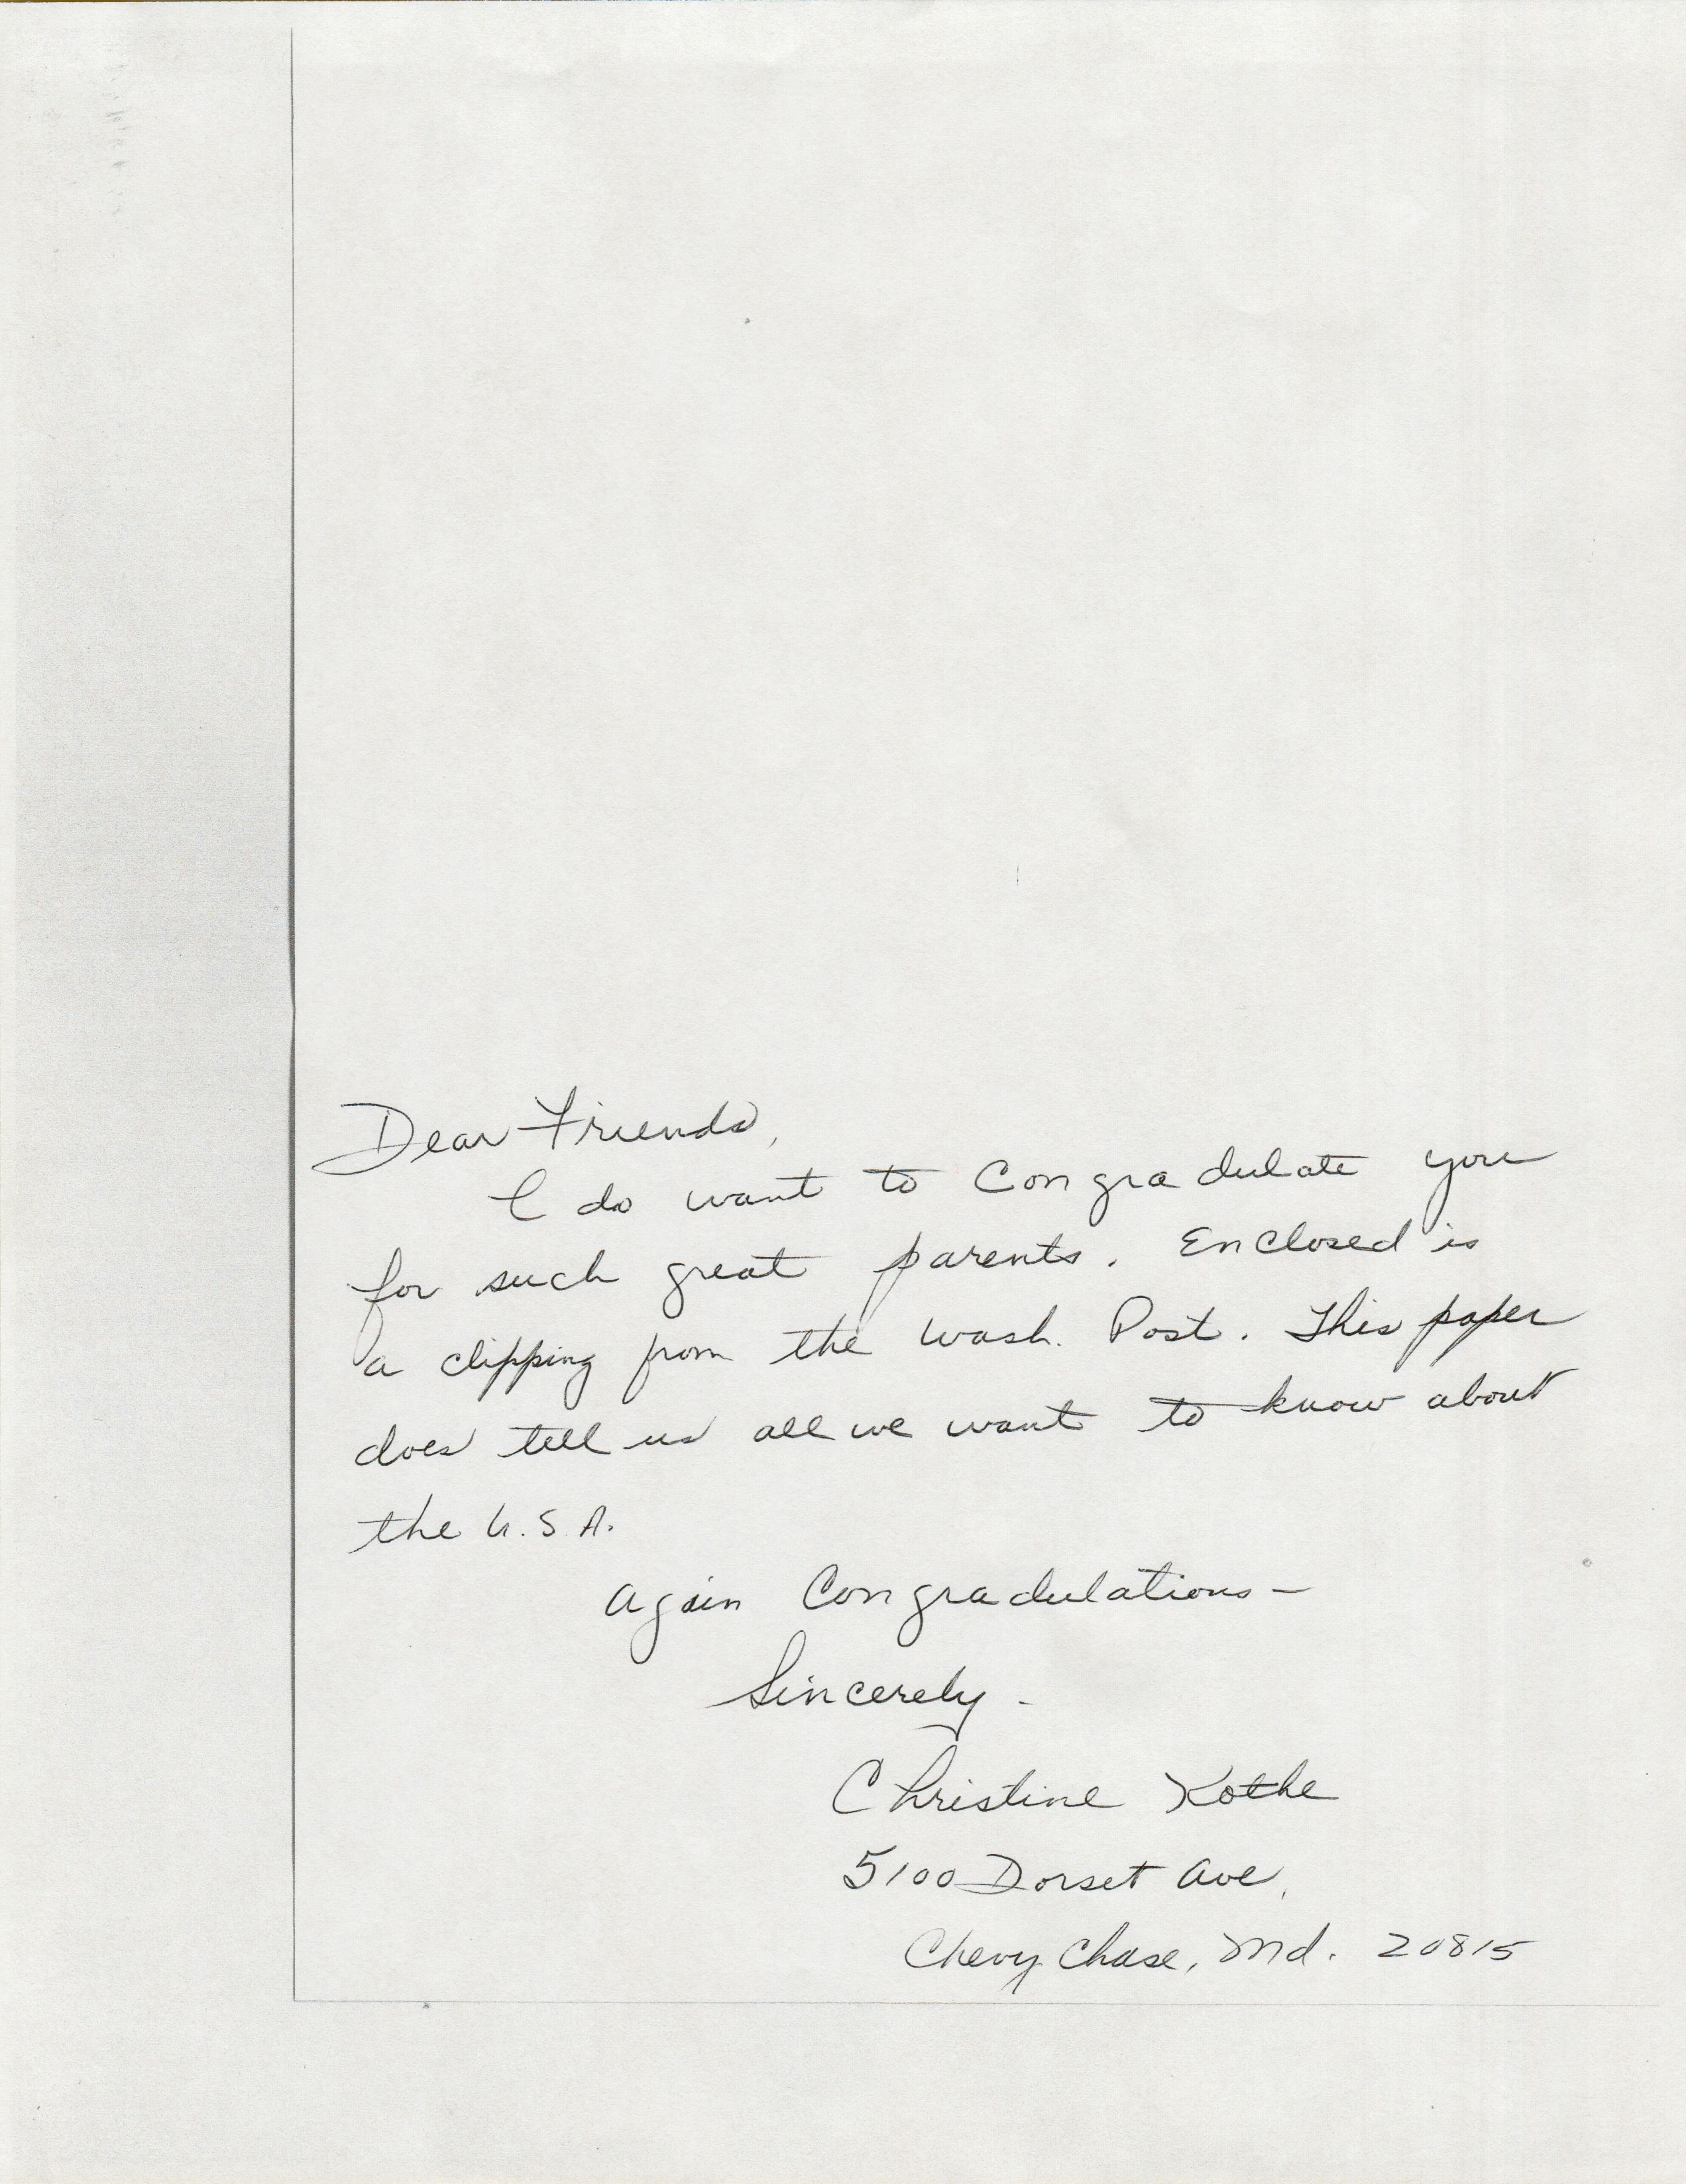 Dear Friends,
I do want to Congradulate you
for such great parents. Enclosed is
a clipping from the Wash. Post. This paper
does tell us all we want to know about
the U.S.A.
Again Congradulations-
Sincerely-
Christine Kothe
5100 Dorset Ave,
Chevy Chase, Md. 20815